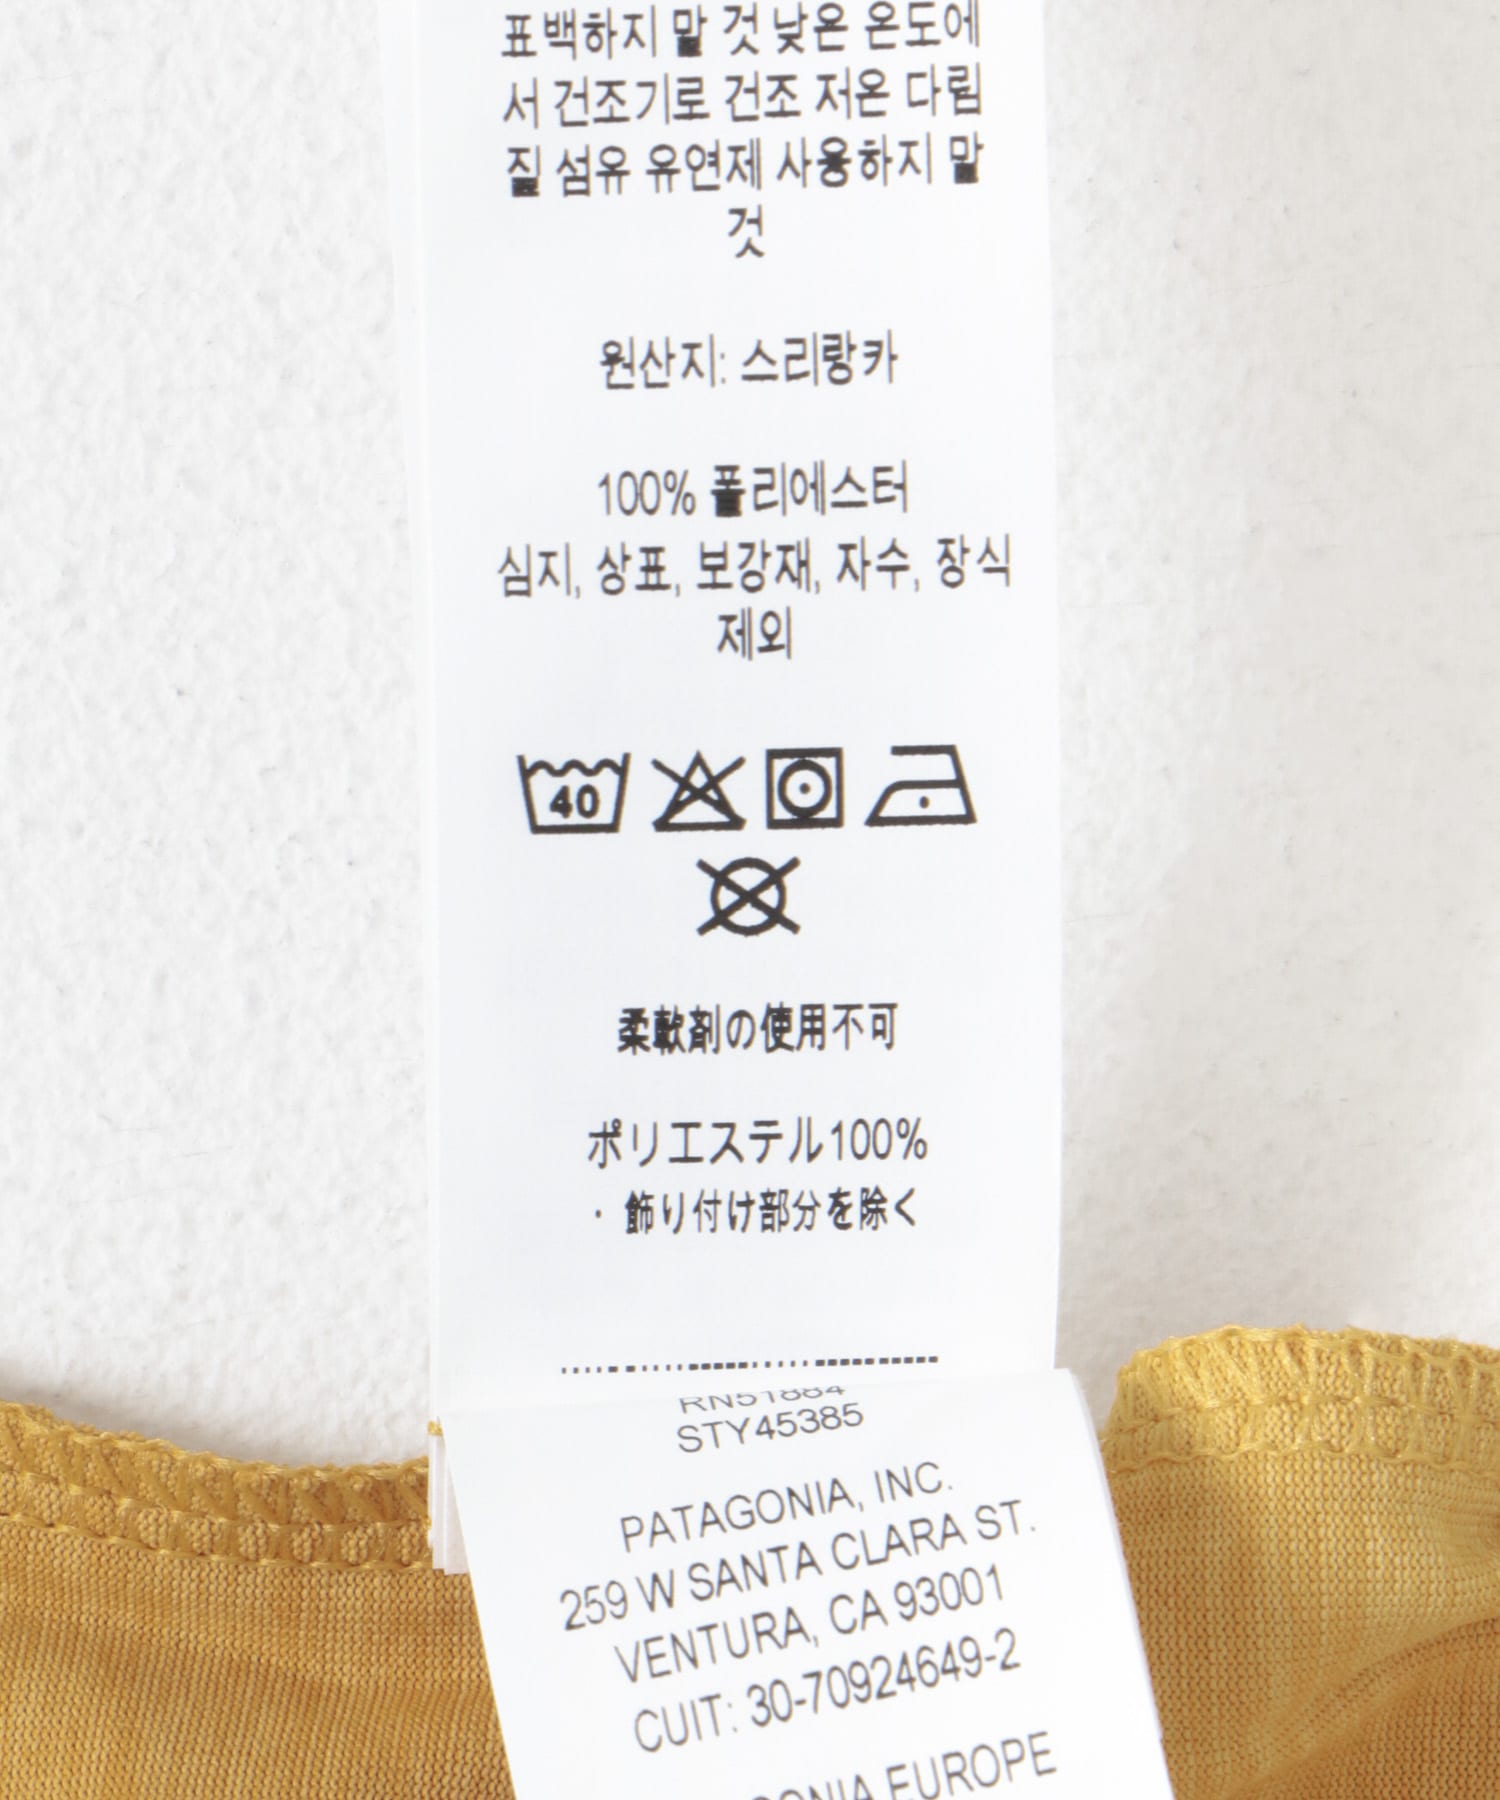 표백하지 말 것 낮은 온도에
서 건조기로 건조 저온 다림
질 섬유 유연제 사용하지 말
것
원산지: 스리랑카
100% 폴리에스터
심지, 상표, 보강재, 자수, 장식
제외
40
柔軟剤の使用不可
ポリエステル100%
・飾り付け部分を除く
RN51884
STY45385
PATAGONIA, INC.
259 W SANTA CLARA ST.
VENTURA, CA 93001
CUIT: 30-70924649-2
EUROPE